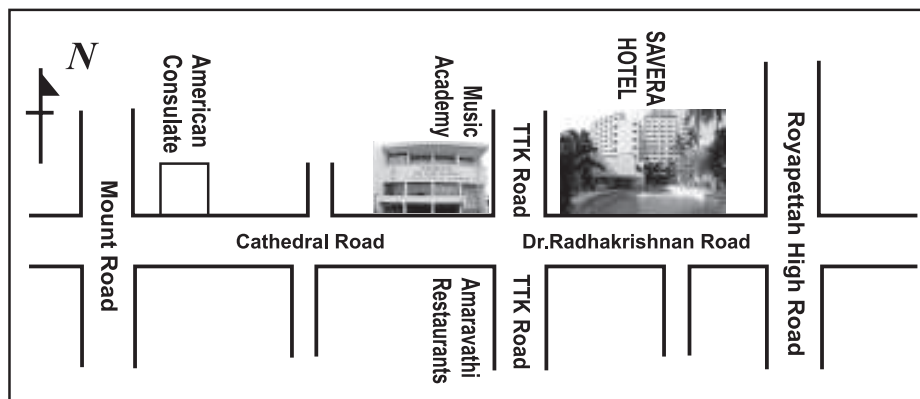 N
American
Consulate
Music
Academy
SAVERA
HOTEL
TTK Road
Mount Road
Royapettah High Road
Cathedral Road
Dr.Radhakrishnan Road
Amaravathi
Restaurants
TTK Road